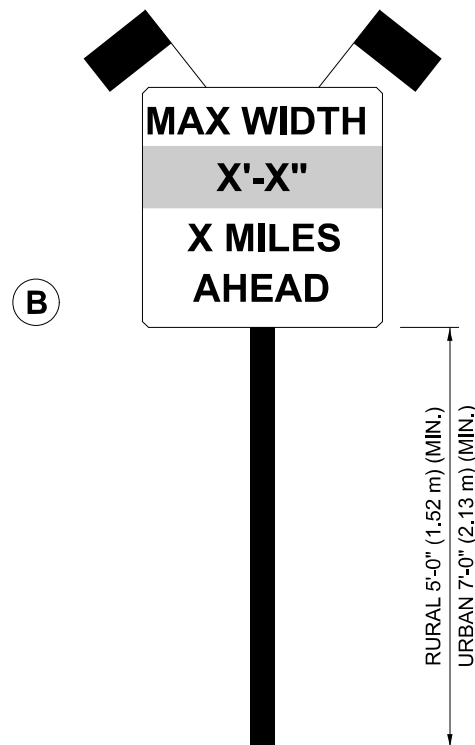 MAX WIDTH
X'-X"
X MILES
AHEAD
B
RURAL 5'-0" (1.52 m) (MIN.)
URBAN 7'-0" (2.13 m) (MIN.)